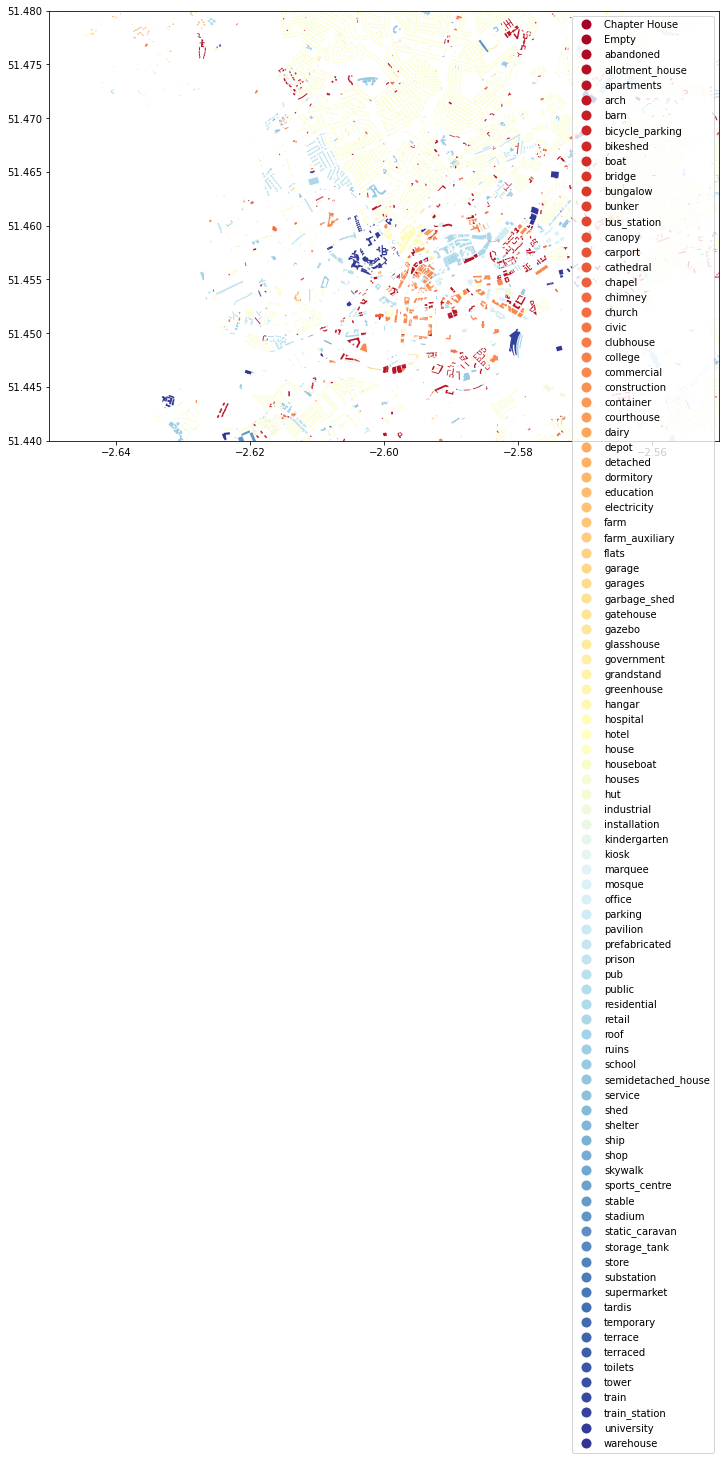 51.480
51.475
51.470
51.465
51.460
51.455
51.450
51.445
51.440
−2.64
−2.62
−2.60
−2.58
−2.56
Chapter House
Empty
abandoned
allotment_house
apartments
arch
barn
bicycle_parking
bikeshed
boat
bridge
bungalow
bunker
bus_station
canopy
carport
cathedral
chapel
chimney
church
civic
clubhouse
college
commercial
construction
container
courthouse
dairy
depot
detached
dormitory
education
electricity
farm
farm_auxiliary
flats
garage
garages
garbage_shed
gatehouse
gazebo
glasshouse
government
grandstand
greenhouse
hangar
hospital
hotel
house
houseboat
houses
hut
industrial
installation
kindergarten
kiosk
marquee
mosque
office
parking
pavilion
prefabricated
prison
pub
public
residential
retail
roof
ruins
school
semidetached_house
service
shed
shelter
ship
shop
skywalk
sports_centre
stable
stadium
static_caravan
storage_tank
store
substation
supermarket
tardis
temporary
terrace
terraced
toilets
tower
train
train_station
university
warehouse